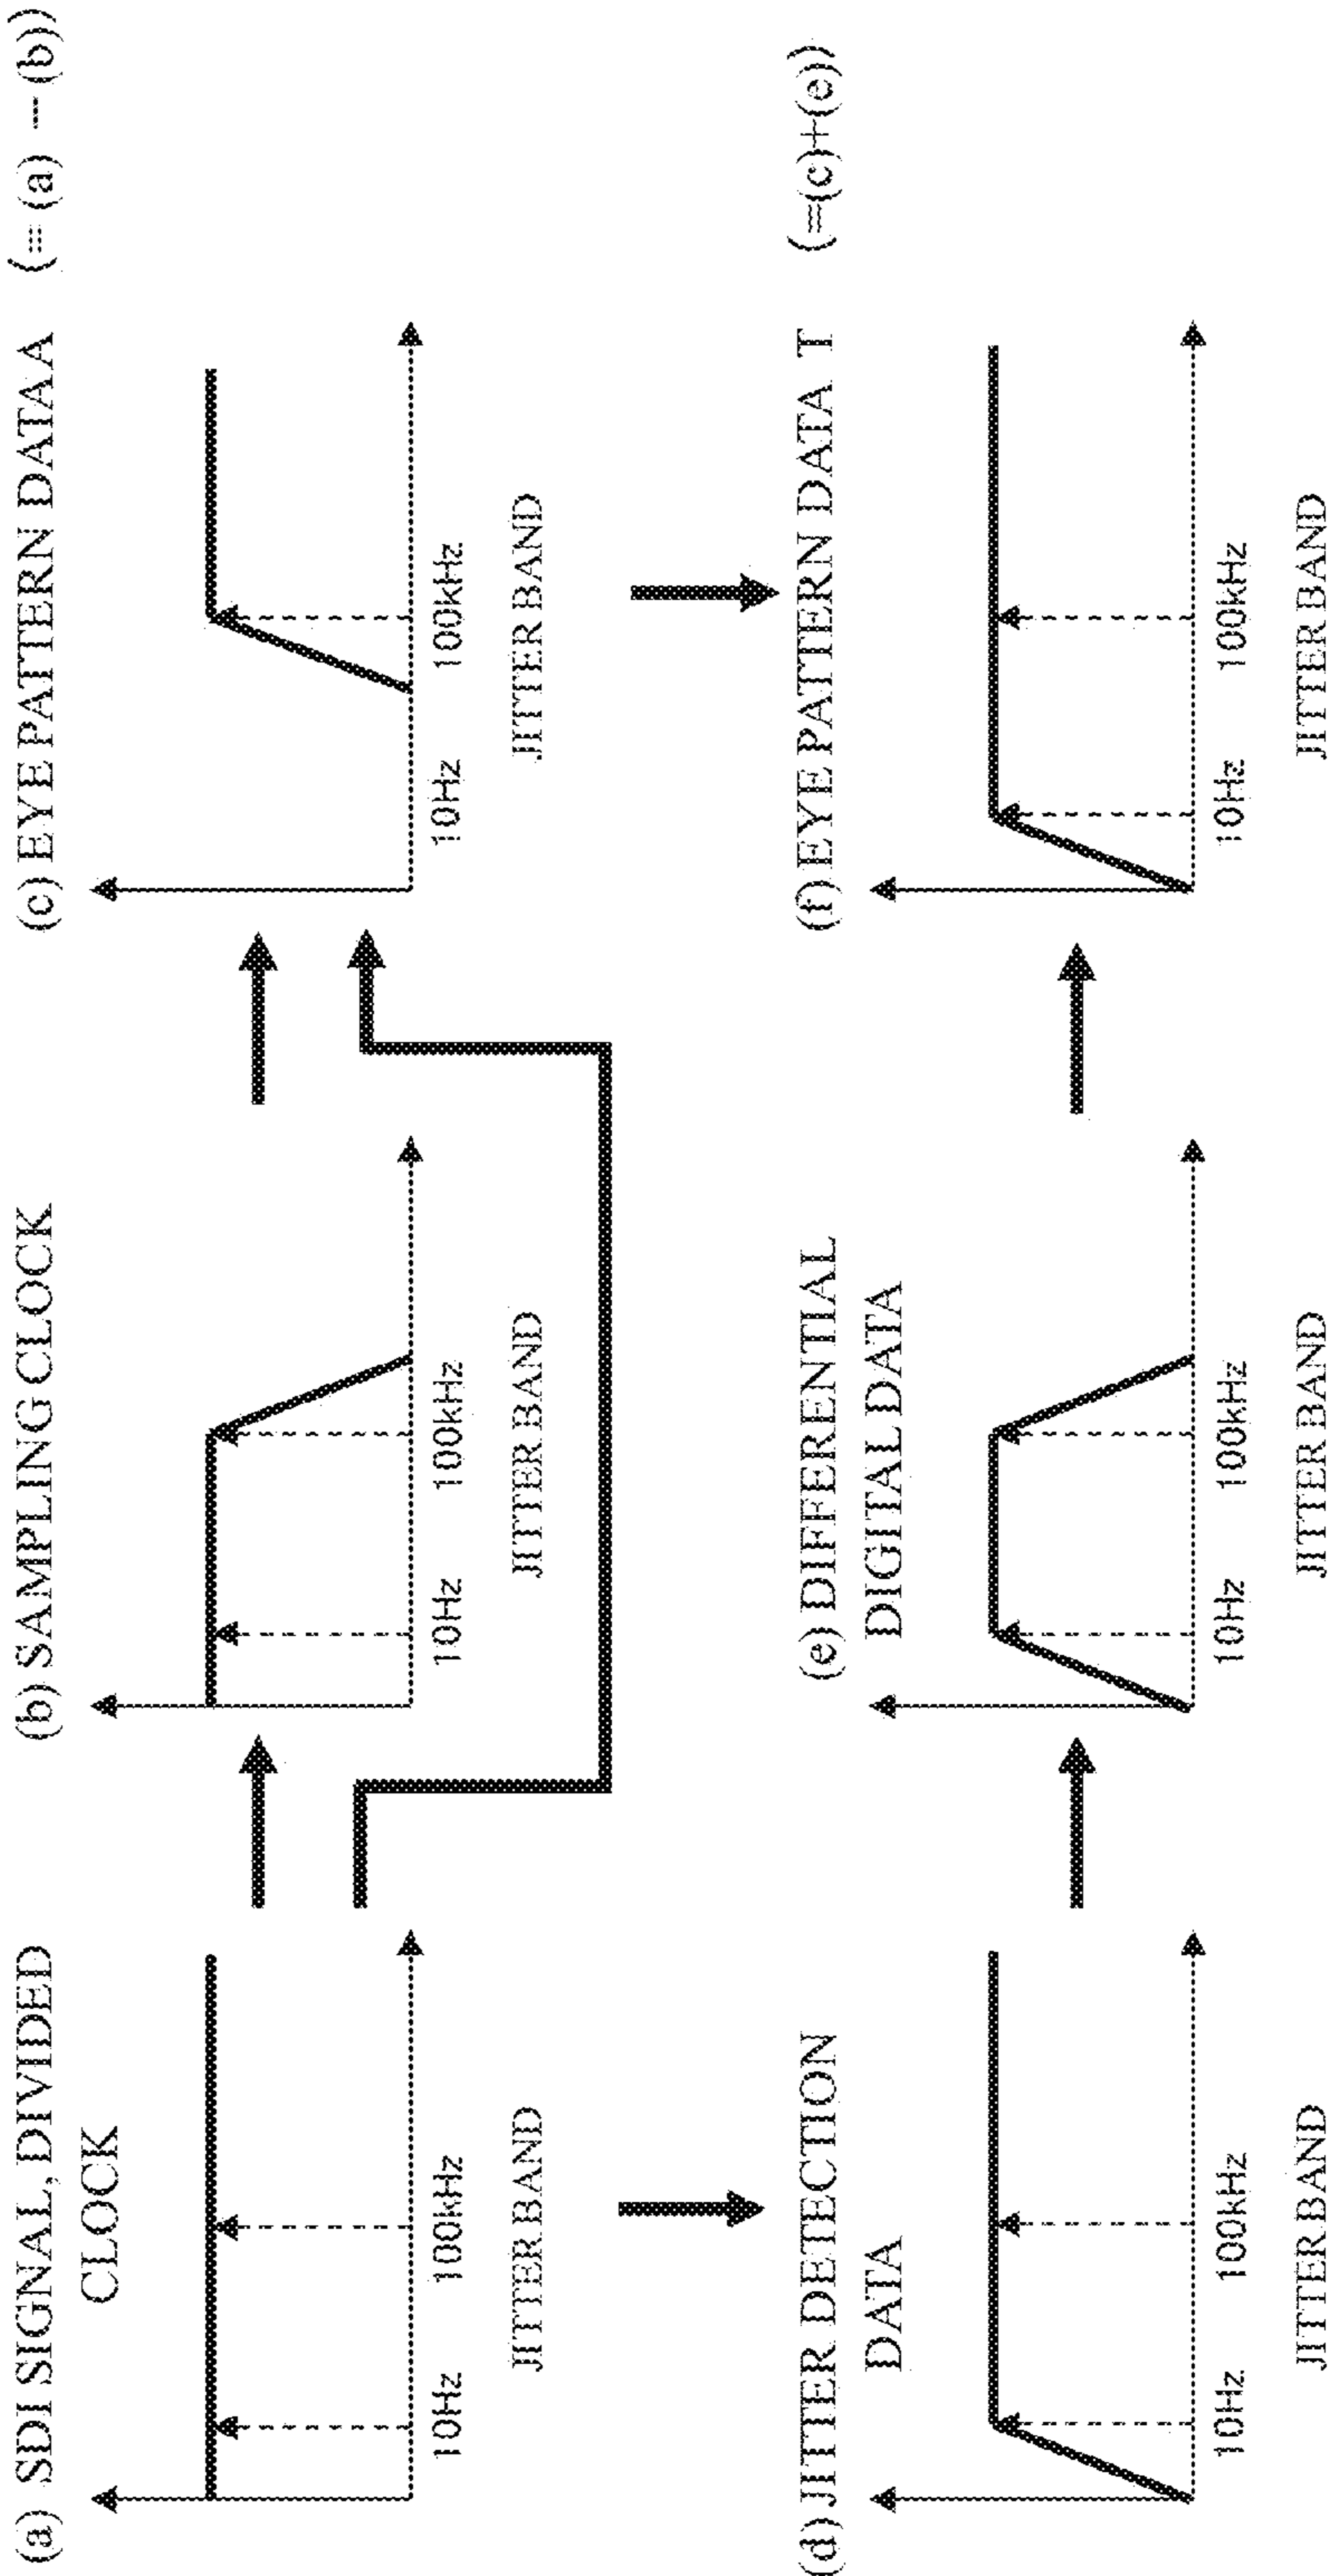 (a) SDI SIGNAL, DIVIDED
CLOCK
10Hz 100kHz
JITTER BAND
(b) SAMPLING CLOCK
10Hz 100kHz
JITTER BAND
(c) EYE PATTERN DATA A (= (a) - (b))
10Hz 100kHz
JITTER BAND
(d) JITTER DETECTION
DATA
10Hz 100kHz
JITTER BAND
(e) DIFFERENTIAL
DIGITAL DATA
10Hz 100kHz
JITTER BAND
(f) EYE PATTERN DATA T (=(c)+(e))
10Hz 100kHz
JITTER BAND